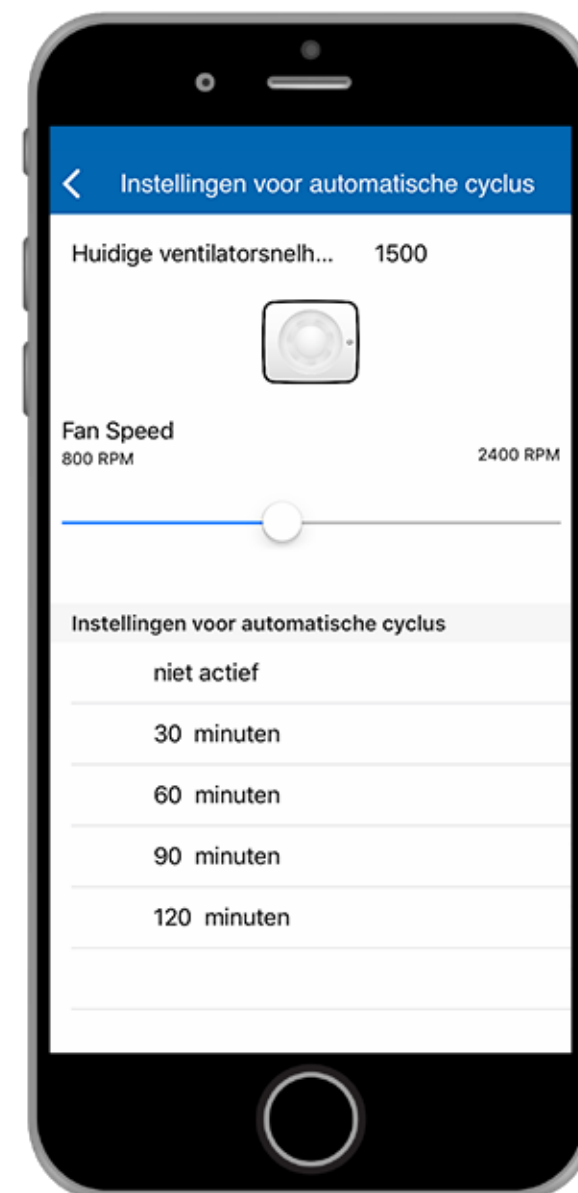 Instellingen voor automatische cyclus
Huidige ventilatorsnelh... 1500
Fan Speed
800 RPM 2400 RPM
Instellingen voor automatische cyclus
niet actief
30 minuten
60 minuten
90 minuten
120 minuten